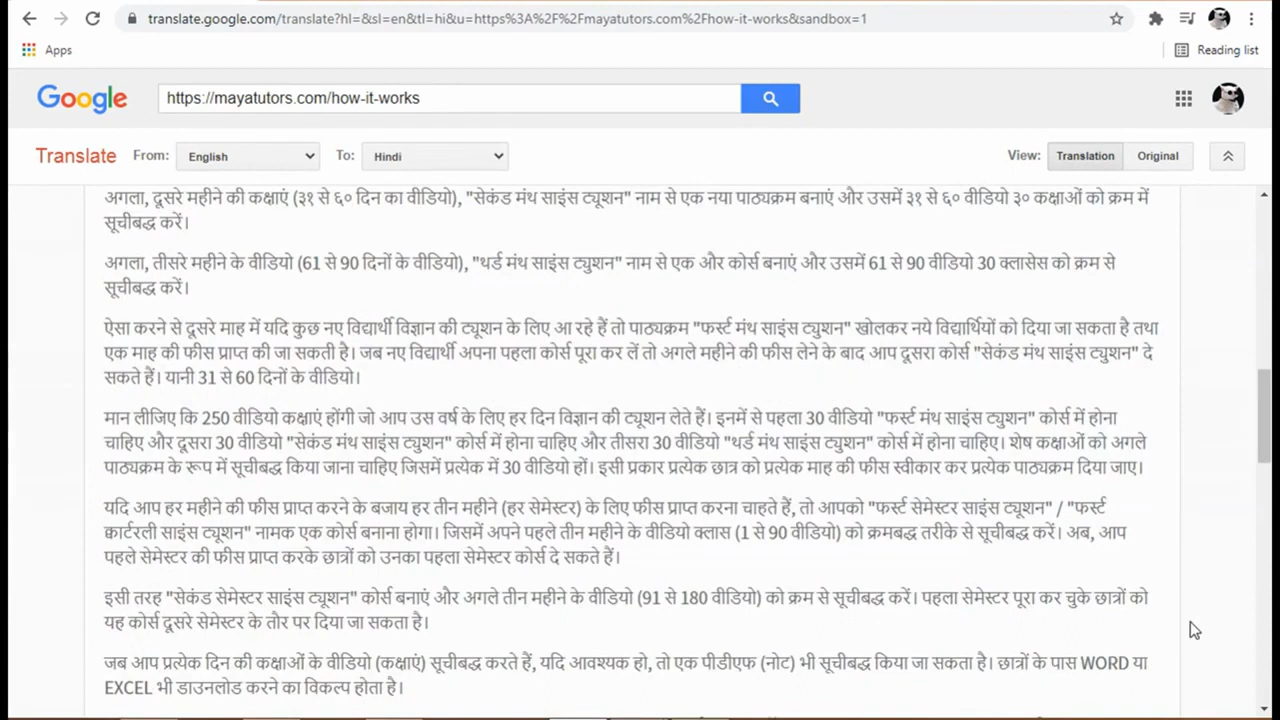 translate.google.com/translate?hl=&sl=en&tl=hi&u=https%3A%2F%2Fmayatutors.com%2Fhow-it-works&sandbox=1
Apps
Reading list
Google
https://mayatutors.com/how-it-works
Translate From: English To: Hindi View: Translation Original
अगला, दूसरे महीने की कक्षाएं (३१ से ६० दिन का वीडियो), "सेकंड मंथ साइंस ट्यूशन" नाम से एक नया पाठ्यक्रम बनाएं और उसमें ३१ से ६० वीडियो ३० कक्षाओं को क्रम में
सूचीबद्ध करें।
अगला, तीसरे महीने के वीडियो (61 से 90 दिनों के वीडियो), "थर्ड मंथ साइंस ट्युशन" नाम से एक और कोर्स बनाएं और उसमें 61 से 90 वीडियो 30 क्लासेस को क्रम से
सूचीबद्ध करें।
ऐसा करने से दूसरे माह में यदि कुछ नए विद्यार्थी विज्ञान की ट्यूशन के लिए आ रहे हैं तो पाठ्यक्रम "फर्स्ट मंथ साइंस ट्युशन" खोलकर नये विद्यार्थियों को दिया जा सकता है तथा
एक माह की फीस प्राप्त की जा सकती है। जब नए विद्यार्थी अपना पहला कोर्स पूरा कर लें तो अगले महीने की फीस लेने के बाद आप दूसरा कोर्स "सेकंड मंथ साइंस ट्युशन" दे
सकते हैं। यानी 31 से 60 दिनों के वीडियो।
मान लीजिए कि 250 वीडियो कक्षाएं होंगी जो आप उस वर्ष के लिए हर दिन विज्ञान की ट्यूशन लेते हैं। इनमें से पहला 30 वीडियो "फर्स्ट मंथ साइंस ट्युशन" कोर्स में होना
चाहिए और दूसरा 30 वीडियो "सेकंड मंथ साइंस ट्युशन" कोर्स में होना चाहिए और तीसरा 30 वीडियो "थर्ड मंथ साइंस ट्युशन" कोर्स में होना चाहिए। शेष कक्षाओं को अगले
पाठ्यक्रम के रूप में सूचीबद्ध किया जाना चाहिए जिसमें प्रत्येक में 30 वीडियो हों। इसी प्रकार प्रत्येक छात्र को प्रत्येक माह की फीस स्वीकार कर प्रत्येक पाठ्यक्रम दिया जाए।
यदि आप हर महीने की फीस प्राप्त करने के बजाय हर तीन महीने (हर सेमेस्टर) के लिए फीस प्राप्त करना चाहते हैं, तो आपको "फर्स्ट सेमेस्टर साइंस ट्यूशन" / "फर्स्ट
क्वार्टरली साइंस ट्यूशन" नामक एक कोर्स बनाना होगा। जिसमें अपने पहले तीन महीने के वीडियो क्लास (1 से 90 वीडियो) को क्रमबद्ध तरीके से सूचीबद्ध करें। अब, आप
पहले सेमेस्टर की फीस प्राप्त करके छात्रों को उनका पहला सेमेस्टर कोर्स दे सकते हैं।
इसी तरह "सेकंड सेमेस्टर साइंस ट्यूशन" कोर्स बनाएं और अगले तीन महीने के वीडियो (91 से 180 वीडियो) को क्रम से सूचीबद्ध करें। पहला सेमेस्टर पूरा कर चुके छात्रों को
यह कोर्स दूसरे सेमेस्टर के तौर पर दिया जा सकता है।
जब आप प्रत्येक दिन की कक्षाओं के वीडियो (कक्षाएं) सूचीबद्ध करते हैं, यदि आवश्यक हो, तो एक पीडीएफ (नोट) भी सूचीबद्ध किया जा सकता है। छात्रों के पास WORD या
EXCEL भी डाउनलोड करने का विकल्प होता है।